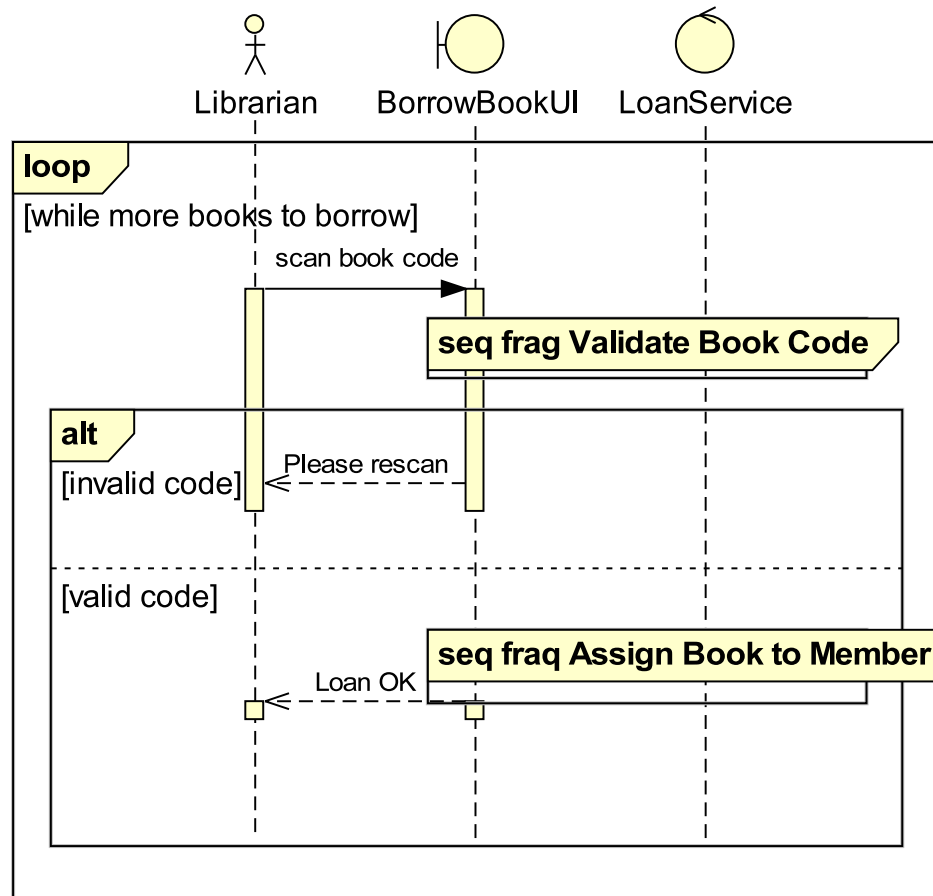 Librarian
BorrowBookUI
LoanService
loop
[while more books to borrow]
scan book code
seq frag Validate Book Code
alt
Please rescan
[invalid code]
[valid code]
seq fraq Assign Book to Member
Loan OK